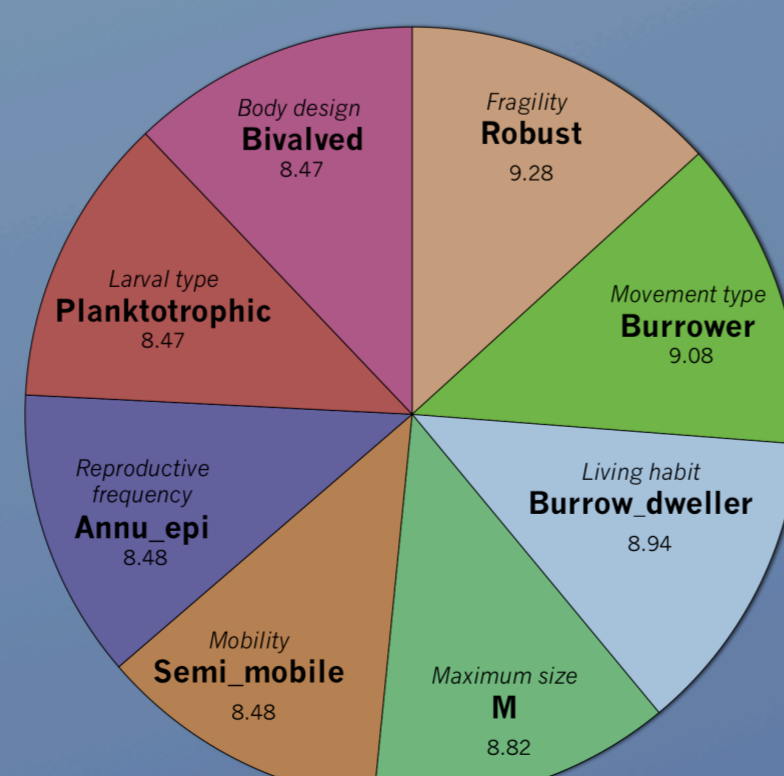 Fragility
Robust
9.28
Movement type
Burrower
9.08
Living habit
Burrow_dweller
8.94
Maximum size
M
8.82
Mobility
Semi_mobile
8.48
Reproductive
frequency
Annu_epi
8.48
Larval type
Planktotrophic
8.47
Body design
Bivalved
8.47